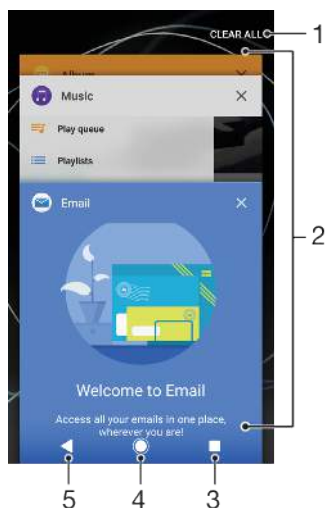 CLEAR ALL
1
Album
Music
Play queue
Playlists
2
Email
Welcome to Email
Access all your emails in one place,
wherever you are!
5
4
3